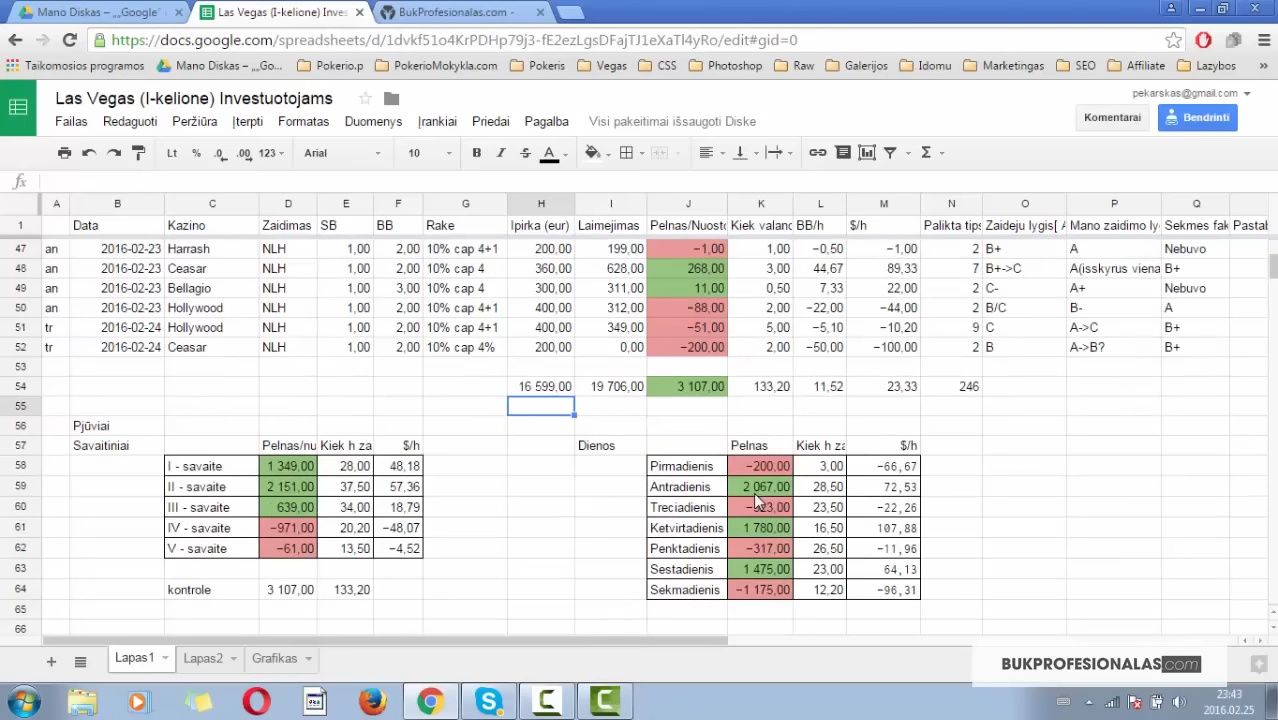 Mano Diskas – „„Google"
Las Vegas (I-kelione) Inves
BukProfesionalas.com -
https://docs.google.com/spreadsheets/d/1dvkf51o4KrPDHp79j3-fE2ezLgsDFajTJ1eXaTl4yRo/edit#gid=0
Taikomosios programos Mano Diskas – „„Go... Pokerio.p PokerioMokykla.com Pokeris Vegas CSS Photoshop Raw Galerijos Idomu Marketingas SEO Affiliate Lazybos
Las Vegas (I-kelione) Investuotojams
pekarskas@gmail.com
Failas Redaguoti Peržiūra Įterpti Formatas Duomenys Įrankiai Priedai Pagalba Visi pakeitimai išsaugoti Diske
Komentarai Bendrinti
Lt % .0 .00 123 Arial 10 B I S A Σ
fx
A B C D E F G H I J K L M N O P Q R
1 Data Kazino Zaidimas SB BB Rake Ipirka (eur) Laimejimas Pelnas/Nuosto Kiek valand BB/h $/h Palikta tips Zaideju lygis[ A Mano zaidimo ly Sekmes fak Pastab
47 an 2016-02-23 Harrash NLH 1,00 2,00 10% cap 4+1 200,00 199,00 −1,00 1,00 −0,50 −1,00 2 B+ A Nebuvo
48 an 2016-02-23 Ceasar NLH 1,00 2,00 10% cap 4 360,00 628,00 268,00 3,00 44,67 89,33 7 B+->C A(isskyrus viena B+
49 an 2016-02-23 Bellagio NLH 1,00 3,00 10% cap 4 300,00 311,00 11,00 0,50 7,33 22,00 2 C- A+ Nebuvo
50 an 2016-02-23 Hollywood NLH 1,00 2,00 10% cap 4+1 400,00 312,00 −88,00 2,00 −22,00 −44,00 2 B/C B- A
51 tr 2016-02-24 Hollywood NLH 1,00 2,00 10% cap 4+1 400,00 349,00 −51,00 5,00 −5,10 −10,20 9 C A->C B+
52 tr 2016-02-24 Ceasar NLH 1,00 2,00 10% cap 4% 200,00 0,00 −200,00 2,00 −50,00 −100,00 2 B A->B? B+
53
54 16 599,00 19 706,00 3 107,00 133,20 11,52 23,33 246
55
56 Pjūviai
57 Savaitiniai Pelnas/nu Kiek h za $/h Dienos Pelnas Kiek h za $/h
58 I - savaite 1 349,00 28,00 48,18 Pirmadienis −200,00 3,00 −66,67
59 II - savaite 2 151,00 37,50 57,36 Antradienis 2 067,00 28,50 72,53
60 III - savaite 639,00 34,00 18,79 Treciadienis 23,50 −22,26
61 IV - savaite −971,00 20,20 −48,07 Ketvirtadienis 1 780,00 16,50 107,88
62 V - savaite −61,00 13,50 −4,52 Penktadienis −317,00 26,50 −11,96
63 Sestadienis 1 475,00 23,00 64,13
64 kontrole 3 107,00 133,20 Sekmadienis −1 175,00 12,20 −96,31
65
66
Lapas1 Lapas2 Grafikas
BUKPROFESIONALAS.com
23:43
2016.02.25